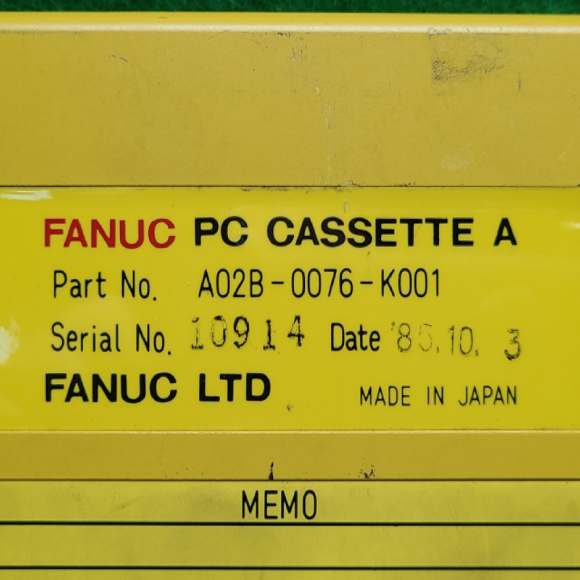 FANUC PC CASSETTE A
Part No. A02B-0076-K001
Serial No. 10914 Date '85.10. 3
FANUC LTD MADE IN JAPAN
MEMO